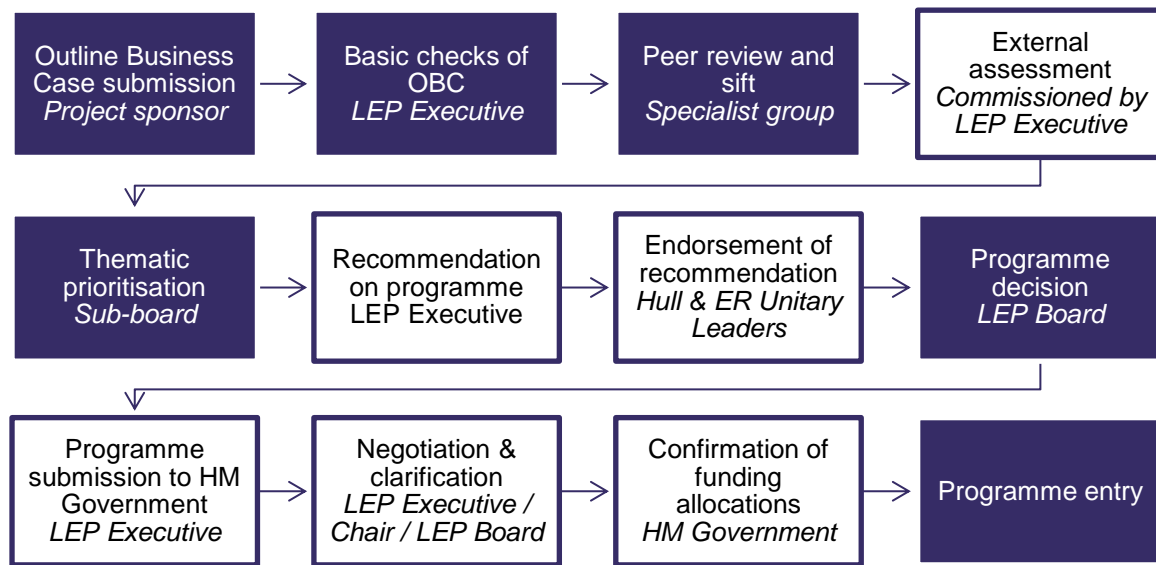 Outline Business
Case submission
Project sponsor
Basic checks of
OBC
LEP Executive
Peer review and
sift
Specialist group
External
assessment
Commissioned by
LEP Executive
Thematic
prioritisation
Sub-board
Recommendation
on programme
LEP Executive
Endorsement of
recommendation
Hull & ER Unitary
Leaders
Programme
decision
LEP Board
Programme
submission to HM
Government
LEP Executive
Negotiation &
clarification
LEP Executive /
Chair / LEP Board
Confirmation of
funding
allocations
HM Government
Programme entry